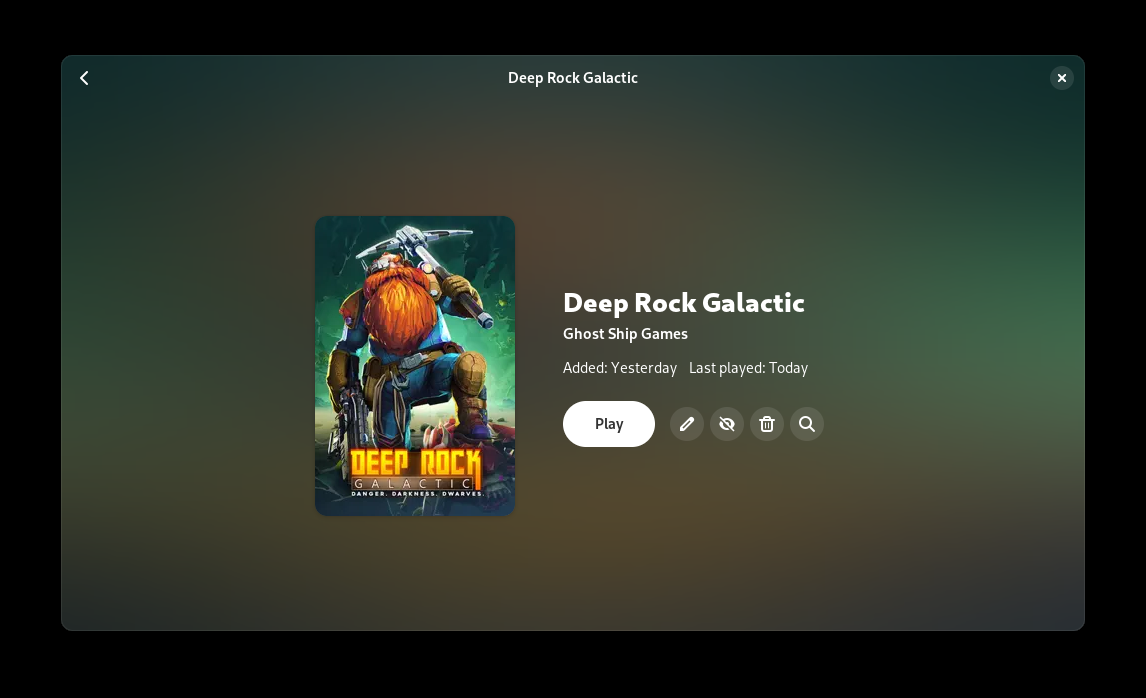 Deep Rock Galactic
DEEP ROCK
GALACTIC
DANGER. DARKNESS. DWARVES.
Deep Rock Galactic
Ghost Ship Games
Added: Yesterday Last played: Today
Play